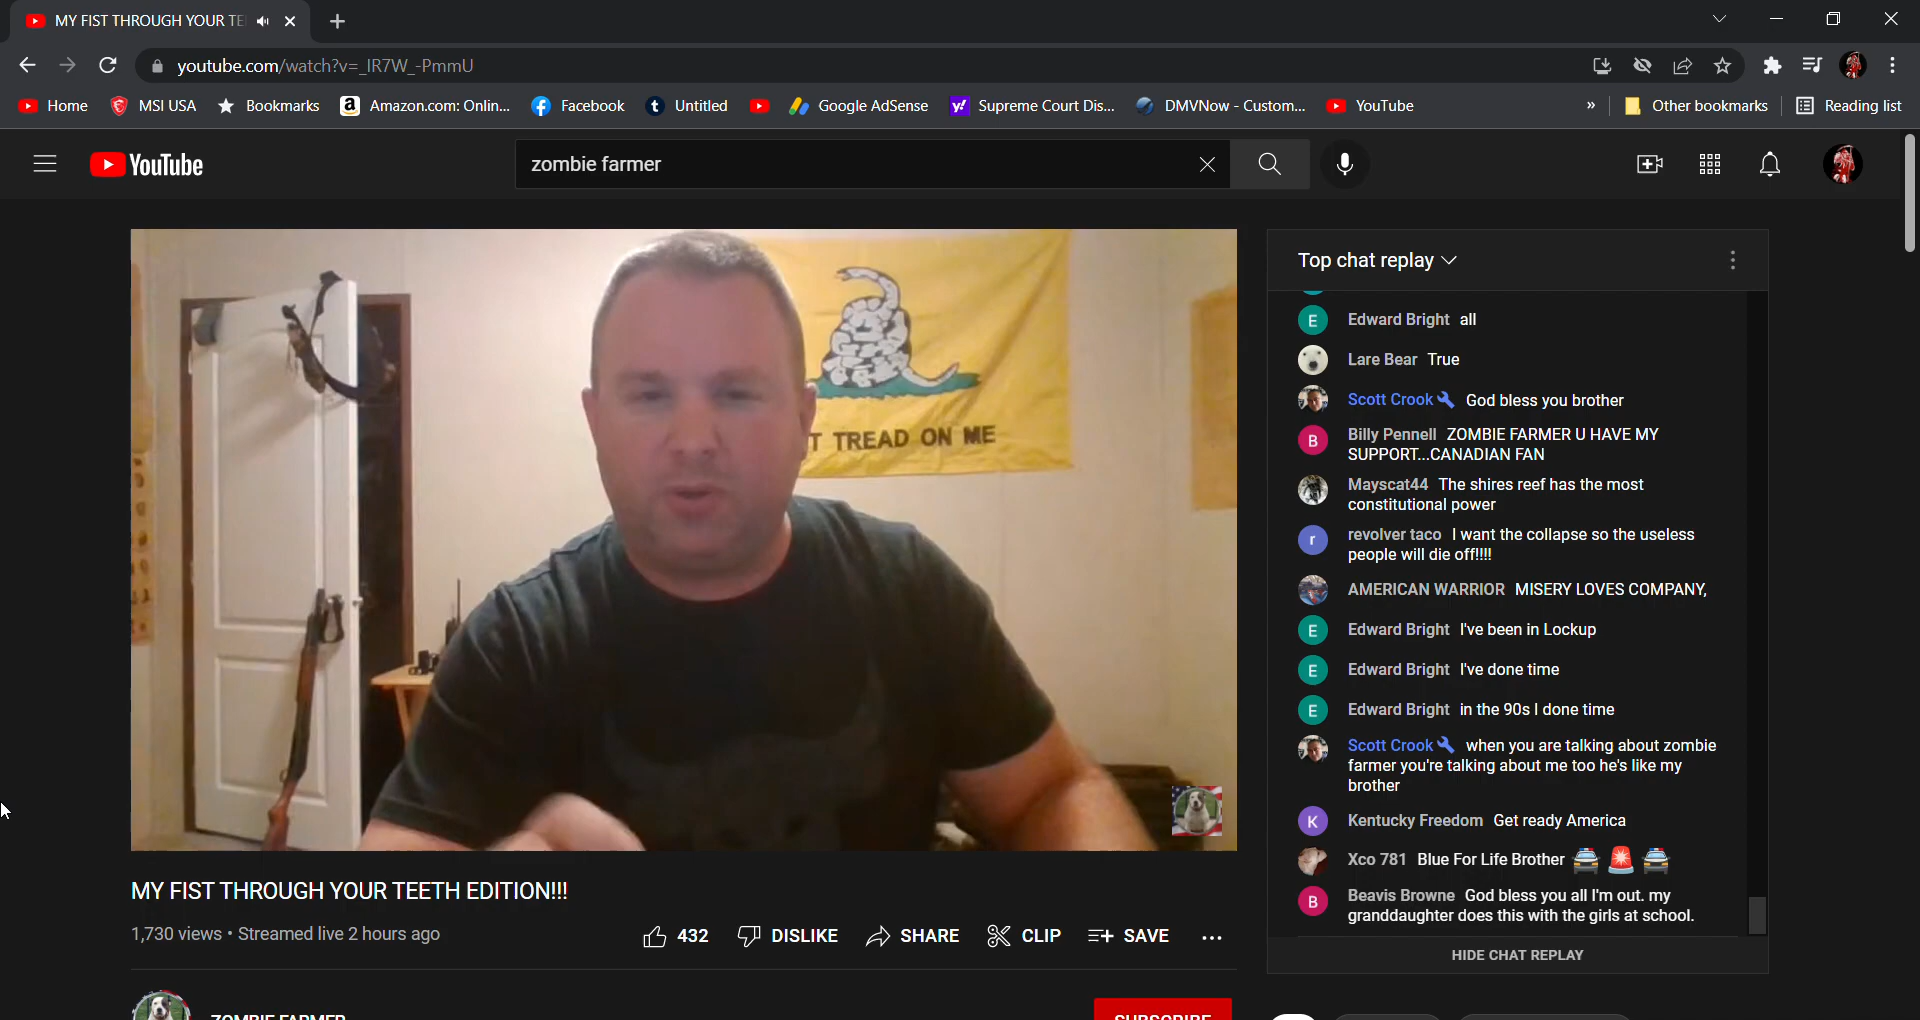 MY FIST THROUGH YOUR TE
youtube.com/watch?v=_IR7W_-PmmU
Home MSI USA Bookmarks Amazon.com: Onlin... Facebook Untitled Google AdSense Supreme Court Dis... DMVNow - Custom... YouTube » Other bookmarks Reading list
YouTube
zombie farmer
T TREAD ON ME
Top chat replay
Edward Bright all
Lare Bear True
Scott Crook God bless you brother
Billy Pennell ZOMBIE FARMER U HAVE MY
SUPPORT...CANADIAN FAN
Mayscat44 The shires reef has the most
constitutional power
revolver taco I want the collapse so the useless
people will die off!!!!
AMERICAN WARRIOR MISERY LOVES COMPANY,
Edward Bright I've been in Lockup
Edward Bright I've done time
Edward Bright in the 90s I done time
Scott Crook when you are talking about zombie
farmer you're talking about me too he's like my
brother
Kentucky Freedom Get ready America
Xco 781 Blue For Life Brother
Beavis Browne God bless you all I'm out. my
granddaughter does this with the girls at school.
HIDE CHAT REPLAY
MY FIST THROUGH YOUR TEETH EDITION!!!
1,730 views • Streamed live 2 hours ago
432 DISLIKE SHARE CLIP SAVE ...
ZOMBIE FARMER
SUBSCRIBE